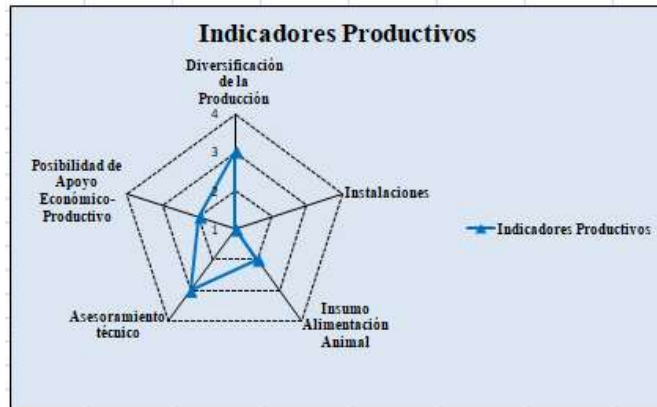 Indicadores Productivos
Diversificación
de la
Producción
4
3
2
1
Posibilidad de
Apoyo
Económico-
Productivo
Instalaciones
Indicadores Productivos
Asesoramiento
técnico
Insumo
Alimentación
Animal